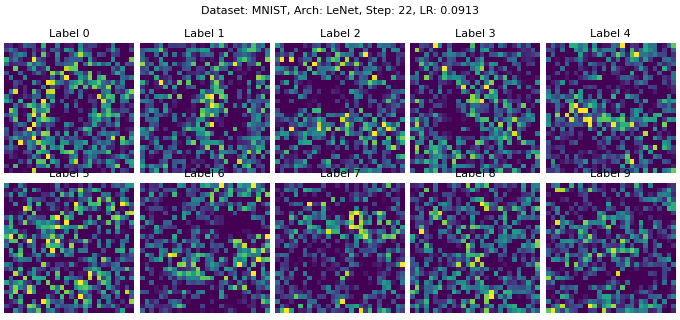 Dataset: MNIST, Arch: LeNet, Step: 22, LR: 0.0913
Label 0 Label 1 Label 2 Label 3 Label 4
Label 5 Label 6 Label 7 Label 8 Label 9